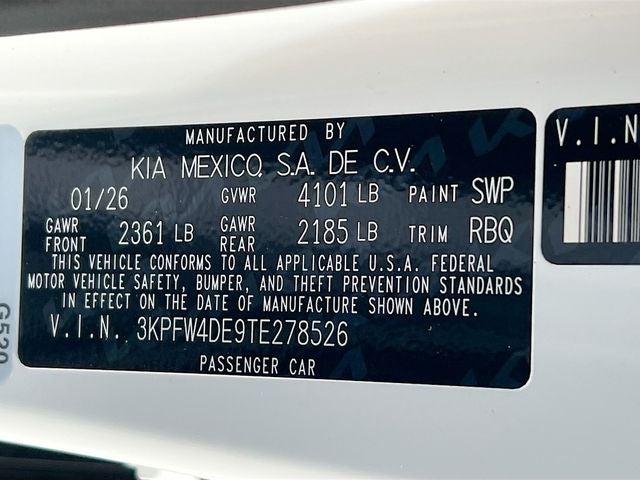 MANUFACTURED BY
KIA MEXICO, S.A. DE C.V.
01/26 GVWR 4101 LB PAINT SWP
GAWR FRONT 2361 LB GAWR REAR 2185 LB TRIM RBQ
THIS VEHICLE CONFORMS TO ALL APPLICABLE U.S.A. FEDERAL
MOTOR VEHICLE SAFETY, BUMPER, AND THEFT PREVENTION STANDARDS
IN EFFECT ON THE DATE OF MANUFACTURE SHOWN ABOVE.
V.I.N.. 3KPFW4DE9TE278526
PASSENGER CAR
V.I.N
G520